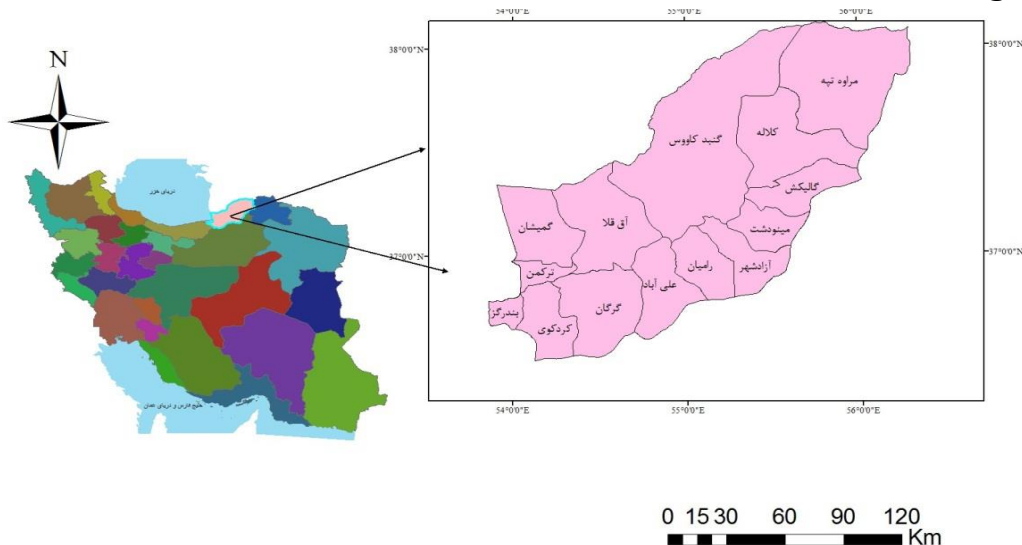 54°0'0"E 55°0'0"E 56°0'0"E
38°0'0"N
38°0'0"N
N
مراوه تپه
کلاله
گنبد کاووس
دریای خزر
گالیکش
گمیشان
آق قلا
مینودشت
37°0'0"N
37°0'0"N
رامیان
آزادشهر
ترکمن
علی آباد
بندرگز
گرگان
کردکوی
خلیج فارس و دریای عمان
54°0'0"E 55°0'0"E 56°0'0"E
0 15 30 60 90 120
Km